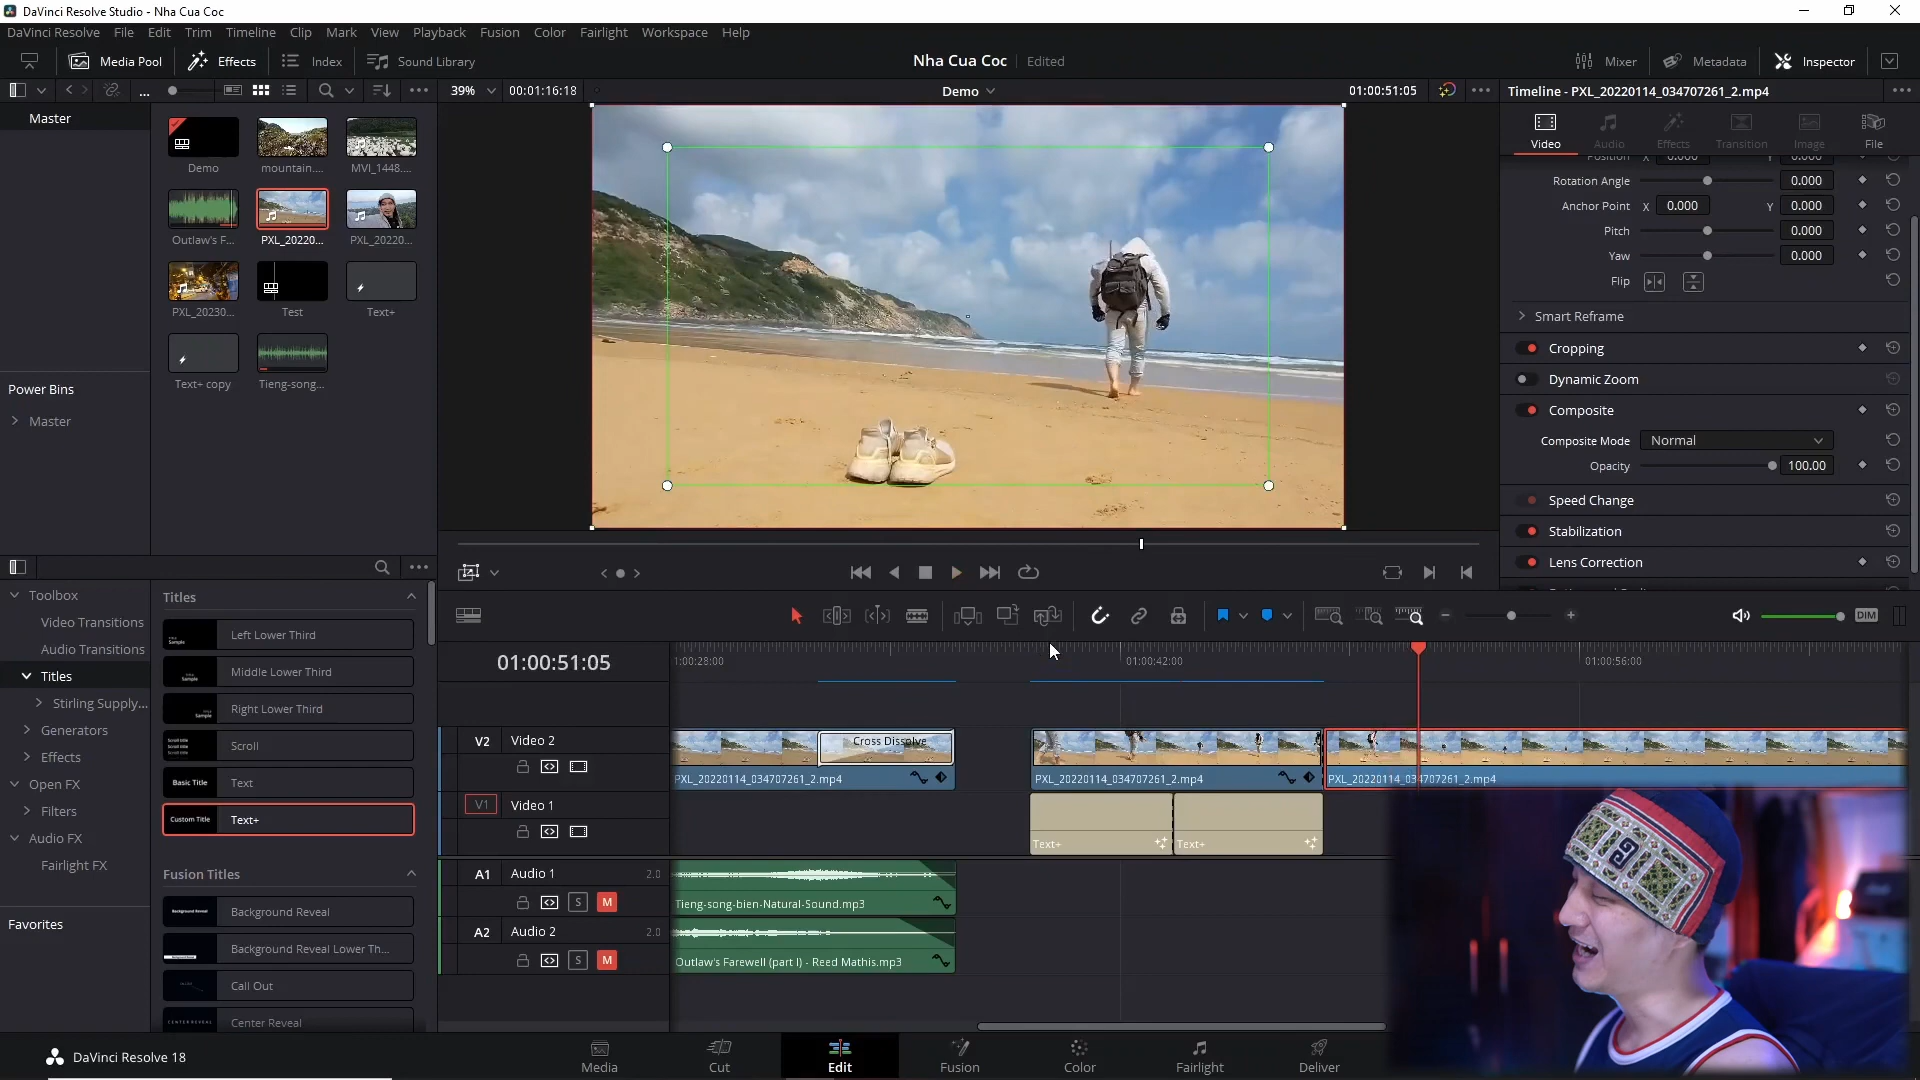 DaVinci Resolve Studio - Nha Cua Coc
DaVinci Resolve File Edit Trim Timeline Clip Mark View Playback Fusion Color Fairlight Workspace Help
Media Pool Effects Index Sound Library Nha Cua Coc Edited Mixer Metadata Inspector
39% 00:01:16:18 Demo 01:00:51:05 Timeline - PXL_20220114_034707261_2.mp4
Master
Demo mountain.... MVI_1448....
Outlaw's F... PXL_20220... PXL_20220...
PXL_20230... Test Text+
Text+ copy Tieng-song...
Power Bins
Master
Video Audio Effects Transition Image File
Position X 0.000 Y 0.000
Rotation Angle 0.000
Anchor Point X 0.000 Y 0.000
Pitch 0.000
Yaw 0.000
Flip
Smart Reframe
Cropping
Dynamic Zoom
Composite
Composite Mode Normal
Opacity 100.00
Speed Change
Stabilization
Lens Correction
Toolbox
Video Transitions
Audio Transitions
Titles
Stirling Supply...
Generators
Effects
Open FX
Filters
Audio FX
Fairlight FX
Favorites
Titles
Left Lower Third
Middle Lower Third
Right Lower Third
Scroll
Basic Title Text
Custom Title Text+
Fusion Titles
Background Reveal Background Reveal
Background Reveal Lower Th...
Call Out
CENTER REVEAL Center Reveal
DIM
01:00:51:05 1:00:28:00 01:00:42:00 01:00:56:00
V2 Video 2 Cross Dissolve
PXL_20220114_034707261_2.mp4 PXL_20220114_034707261_2.mp4 PXL_20220114_034707261_2.mp4
V1 Video 1
Text+ Text+
A1 Audio 1 2.0
S M Tieng-song-bien-Natural-Sound.mp3
A2 Audio 2 2.0
S M Outlaw's Farewell (part I) - Reed Mathis.mp3
DaVinci Resolve 18 Media Cut Edit Fusion Color Fairlight Deliver